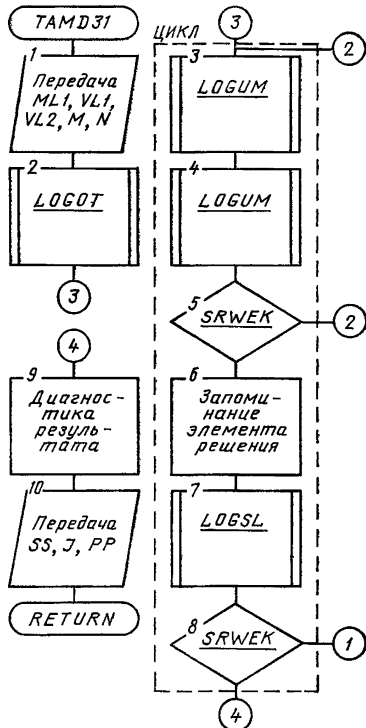 TAMD31
1
Передача
ML1, VL1,
VL2, M, N
2
LOGOT
3
4
9
Диагнос-
тика
резуль-
тата
10
Передача
SS, J, PP
RETURN
ЦИКЛ
3
2
3
LOGUM
4
LOGUM
5
SRWEK
2
6
Запоми-
нание
элемента
решения
7
LOGSL
8
SRWEK
1
4